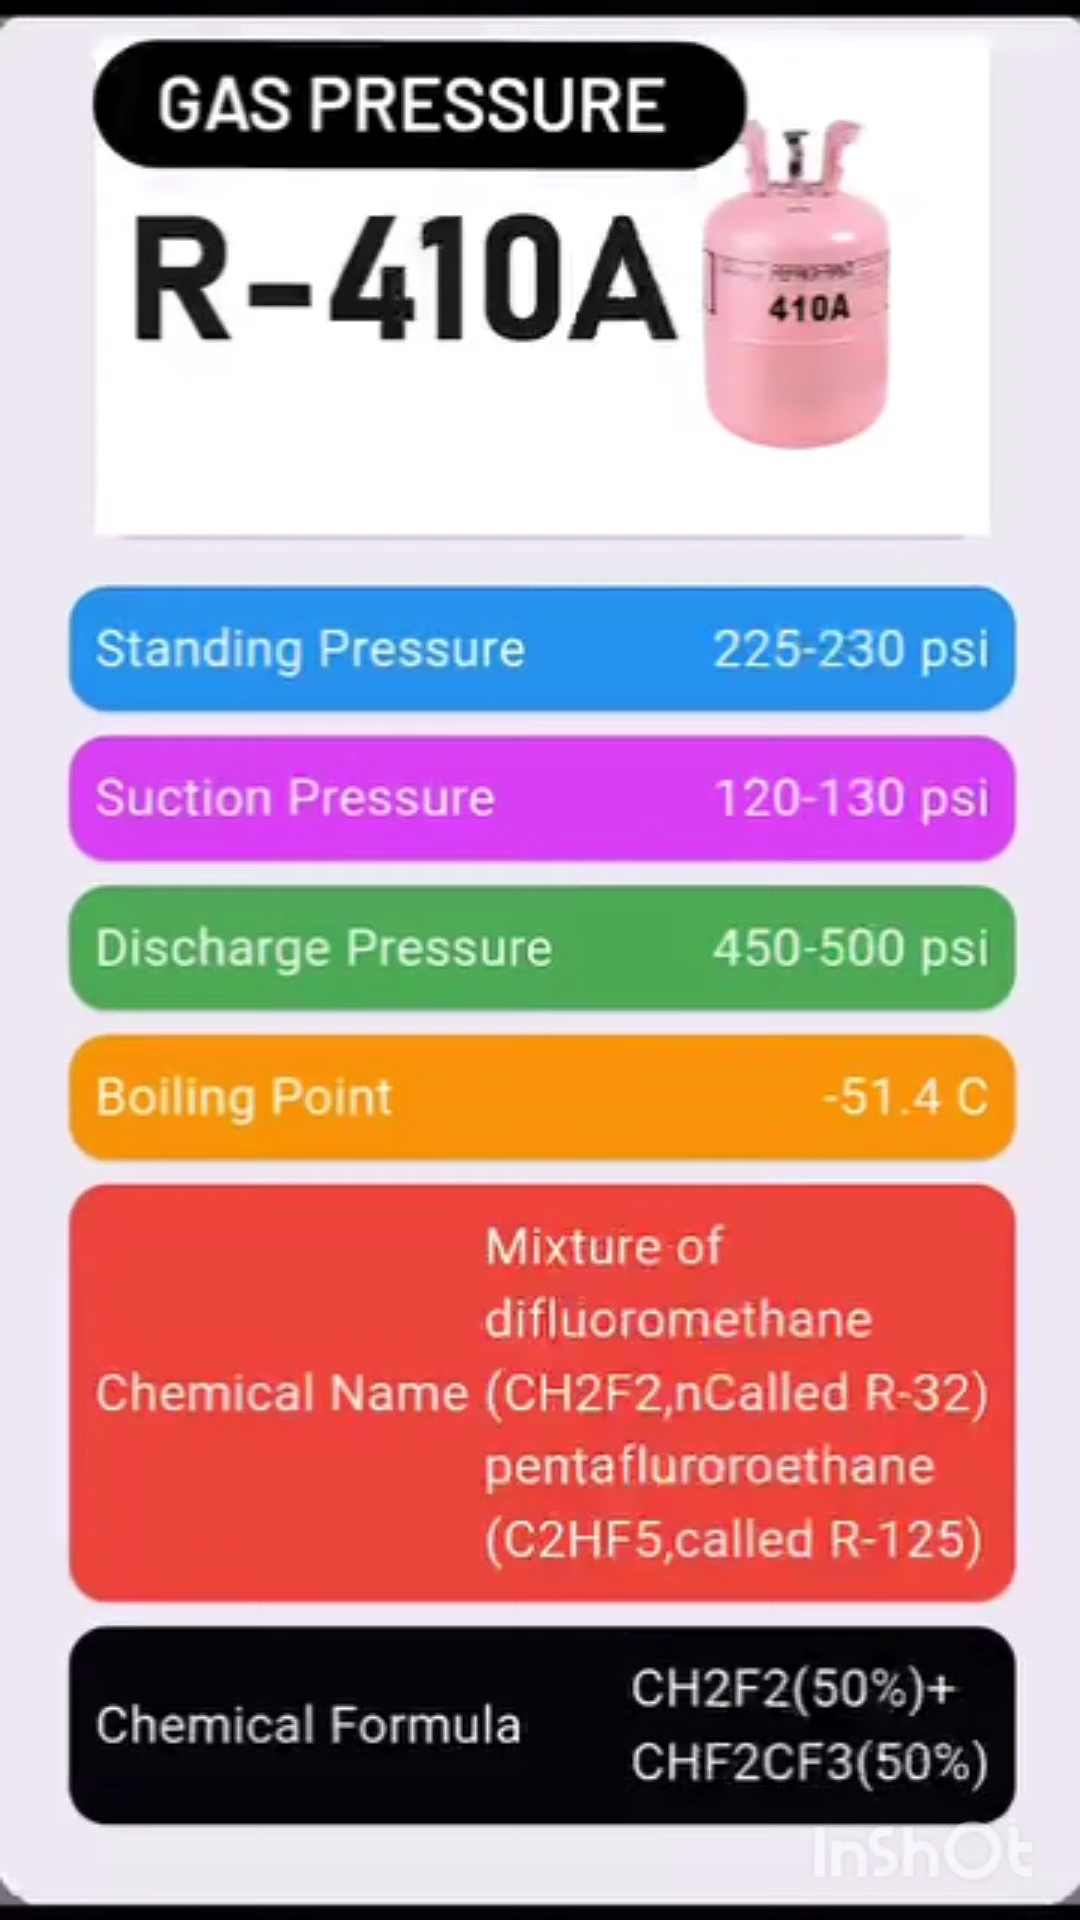 GAS PRESSURE
R-410A
410A
Standing Pressure 225-230 psi
Suction Pressure 120-130 psi
Discharge Pressure 450-500 psi
Boiling Point -51.4 C
Mixture of
difluoromethane
Chemical Name (CH2F2,nCalled R-32)
pentafluroroethane
(C2HF5,called R-125)
CH2F2(50%)+
Chemical Formula
CHF2CF3(50%)
InShOt